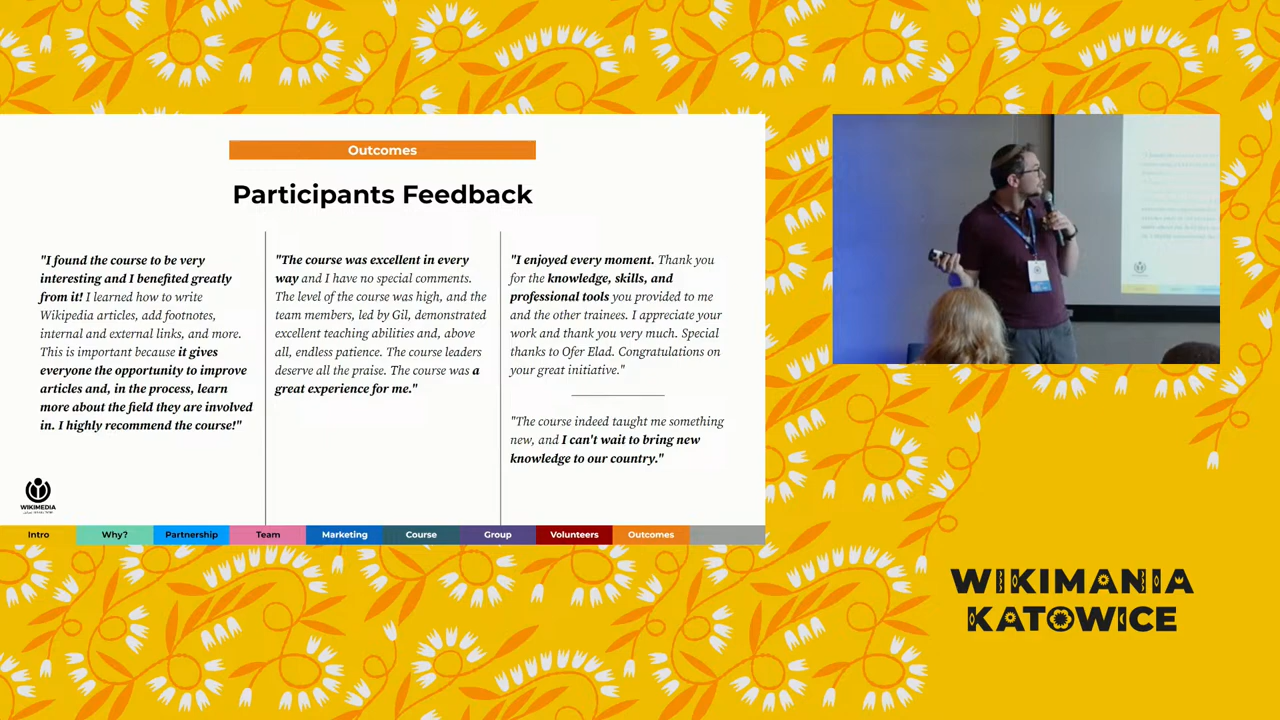 Outcomes
Participants Feedback
"I found the course to be very
interesting and I benefited greatly
from it! I learned how to write
Wikipedia articles, add footnotes,
internal and external links, and more.
This is important because it gives
everyone the opportunity to improve
articles and, in the process, learn
more about the field they are involved
in. I highly recommend the course!"
"The course was excellent in every
way and I have no special comments.
The level of the course was high, and the
team members, led by Gil, demonstrated
excellent teaching abilities and, above
all, endless patience. The course leaders
deserve all the praise. The course was a
great experience for me."
"I enjoyed every moment. Thank you
for the knowledge, skills, and
professional tools you provided to me
and the other trainees. I appreciate your
work and thank you very much. Special
thanks to Ofer Elad. Congratulations on
your great initiative."
"The course indeed taught me something
new, and I can't wait to bring new
knowledge to our country."
WIKIMEDIA
Intro
Why?
Partnership
Team
Marketing
Course
Group
Volunteers
Outcomes
WIKIMANIA
KATOWICE